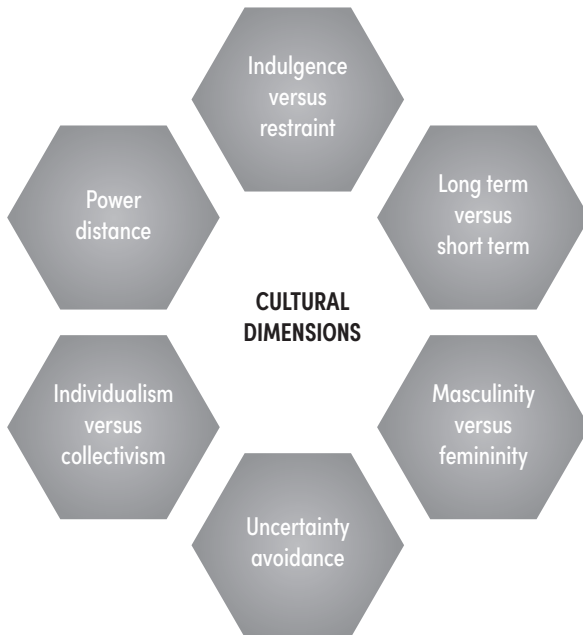 Indulgence
versus
restraint
Power
distance
Long term
versus
short term
CULTURAL
DIMENSIONS
Individualism
versus
collectivism
Masculinity
versus
femininity
Uncertainty
avoidance